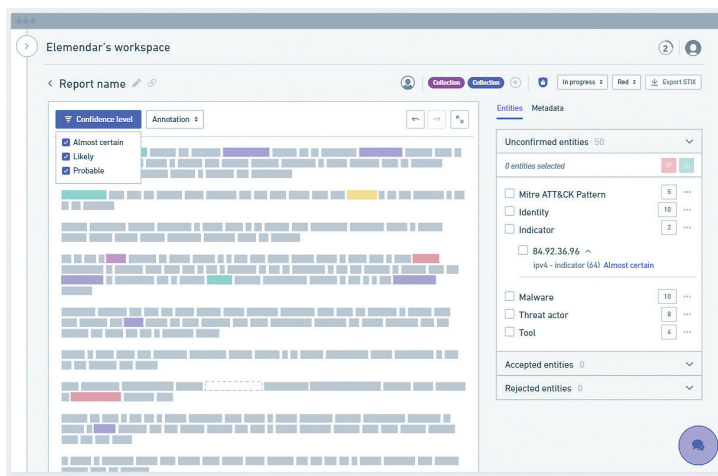 Elemendar's workspace
2
Report name
Collection
Collection
In progress
Red
Export STIX
Confidence level
Annotation
Almost certain
Likely
Probable
Entities
Metadata
Unconfirmed entities 50
0 entities selected
Mitre ATT&CK Pattern 5
Identity 10
Indicator 2
84.92.36.96
ipv4 - indicator (64) Almost certain
Malware 10
Threat actor 8
Tool 4
Accepted entities 0
Rejected entities 0